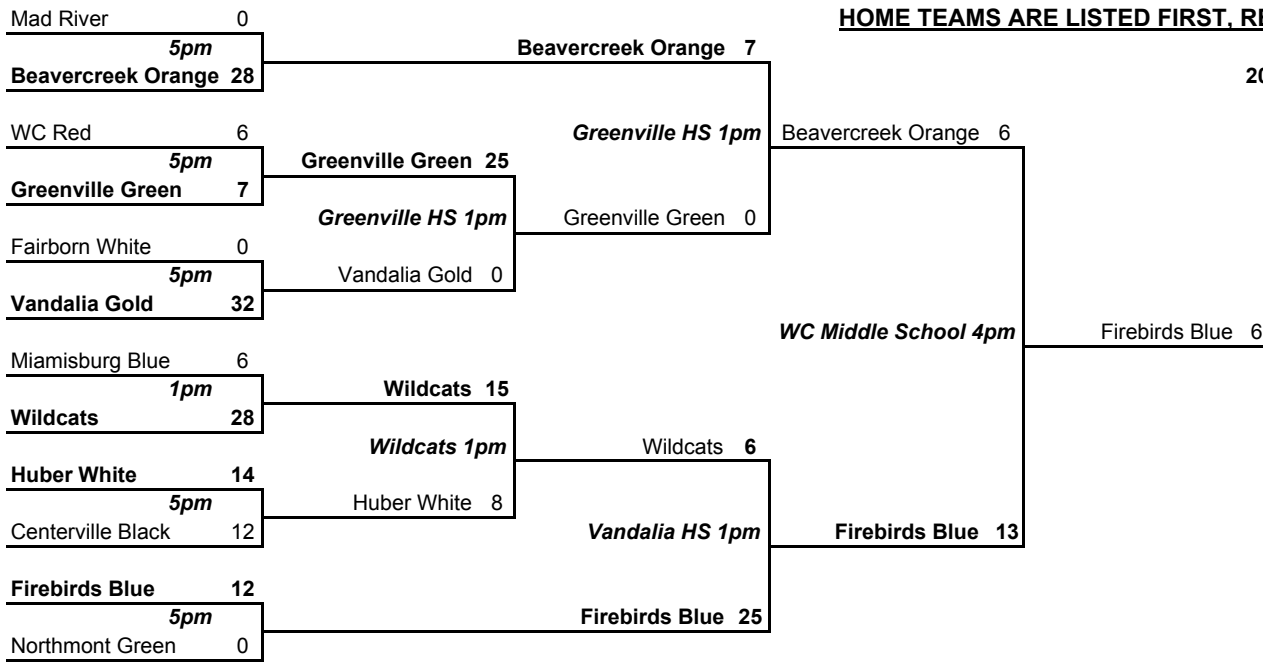 Mad River 0
HOME TEAMS ARE LISTED FIRST, RE
5pm
Beavercreek Orange 7
Beavercreek Orange 28
20
WC Red 6
Greenville HS 1pm
Beavercreek Orange 6
5pm
Greenville Green 25
Greenville Green 7
Greenville HS 1pm
Greenville Green 0
Fairborn White 0
5pm
Vandalia Gold 0
Vandalia Gold 32
WC Middle School 4pm
Firebirds Blue 6
Miamisburg Blue 6
1pm
Wildcats 15
Wildcats 28
Wildcats 1pm
Wildcats 6
Huber White 14
5pm
Huber White 8
Centerville Black 12
Vandalia HS 1pm
Firebirds Blue 13
Firebirds Blue 12
5pm
Firebirds Blue 25
Northmont Green 0